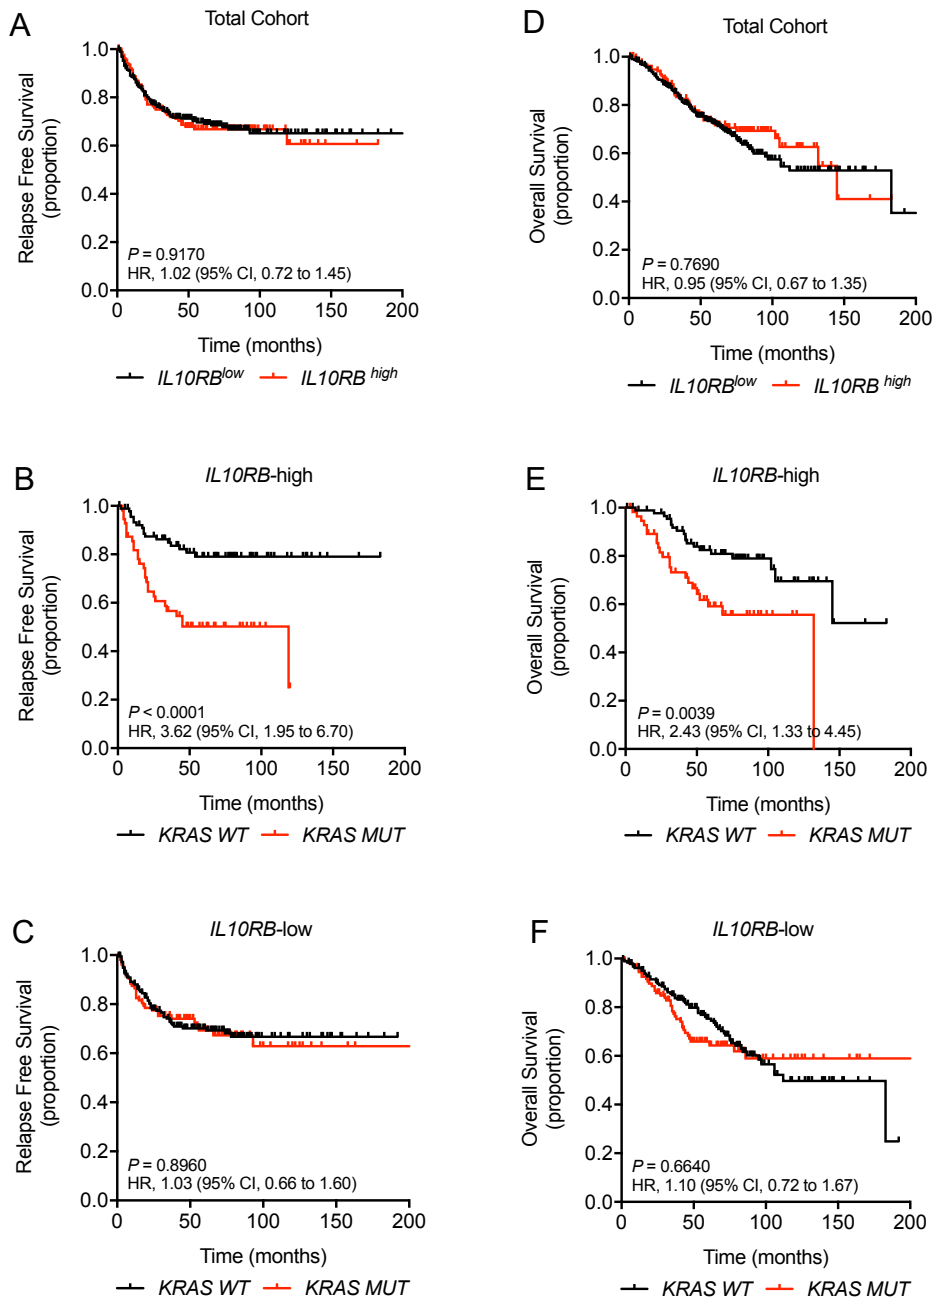 A
Total Cohort
1.0
0.8
0.6
0.4
0.2
0.0
Relapse Free Survival
(proportion)
P = 0.9170
HR, 1.02 (95% CI, 0.72 to 1.45)
0 50 100 150 200
Time (months)
IL10RB^low IL10RB ^high
D
Total Cohort
1.0
0.8
0.6
0.4
0.2
0.0
Overall Survival
(proportion)
P = 0.7690
HR, 0.95 (95% CI, 0.67 to 1.35)
0 50 100 150 200
Time (months)
IL10RB^low IL10RB ^high
B
IL10RB-high
1.0
0.8
0.6
0.4
0.2
0.0
Relapse Free Survival
(proportion)
P < 0.0001
HR, 3.62 (95% CI, 1.95 to 6.70)
0 50 100 150 200
Time (months)
KRAS WT KRAS MUT
E
IL10RB-high
1.0
0.8
0.6
0.4
0.2
0.0
Overall Survival
(proportion)
P = 0.0039
HR, 2.43 (95% CI, 1.33 to 4.45)
0 50 100 150 200
Time (months)
KRAS WT KRAS MUT
C
IL10RB-low
1.0
0.8
0.6
0.4
0.2
0.0
Relapse Free Survival
(proportion)
P = 0.8960
HR, 1.03 (95% CI, 0.66 to 1.60)
0 50 100 150 200
Time (months)
KRAS WT KRAS MUT
F
IL10RB-low
1.0
0.8
0.6
0.4
0.2
0.0
Overall Survival
(proportion)
P = 0.6640
HR, 1.10 (95% CI, 0.72 to 1.67)
0 50 100 150 200
Time (months)
KRAS WT KRAS MUT